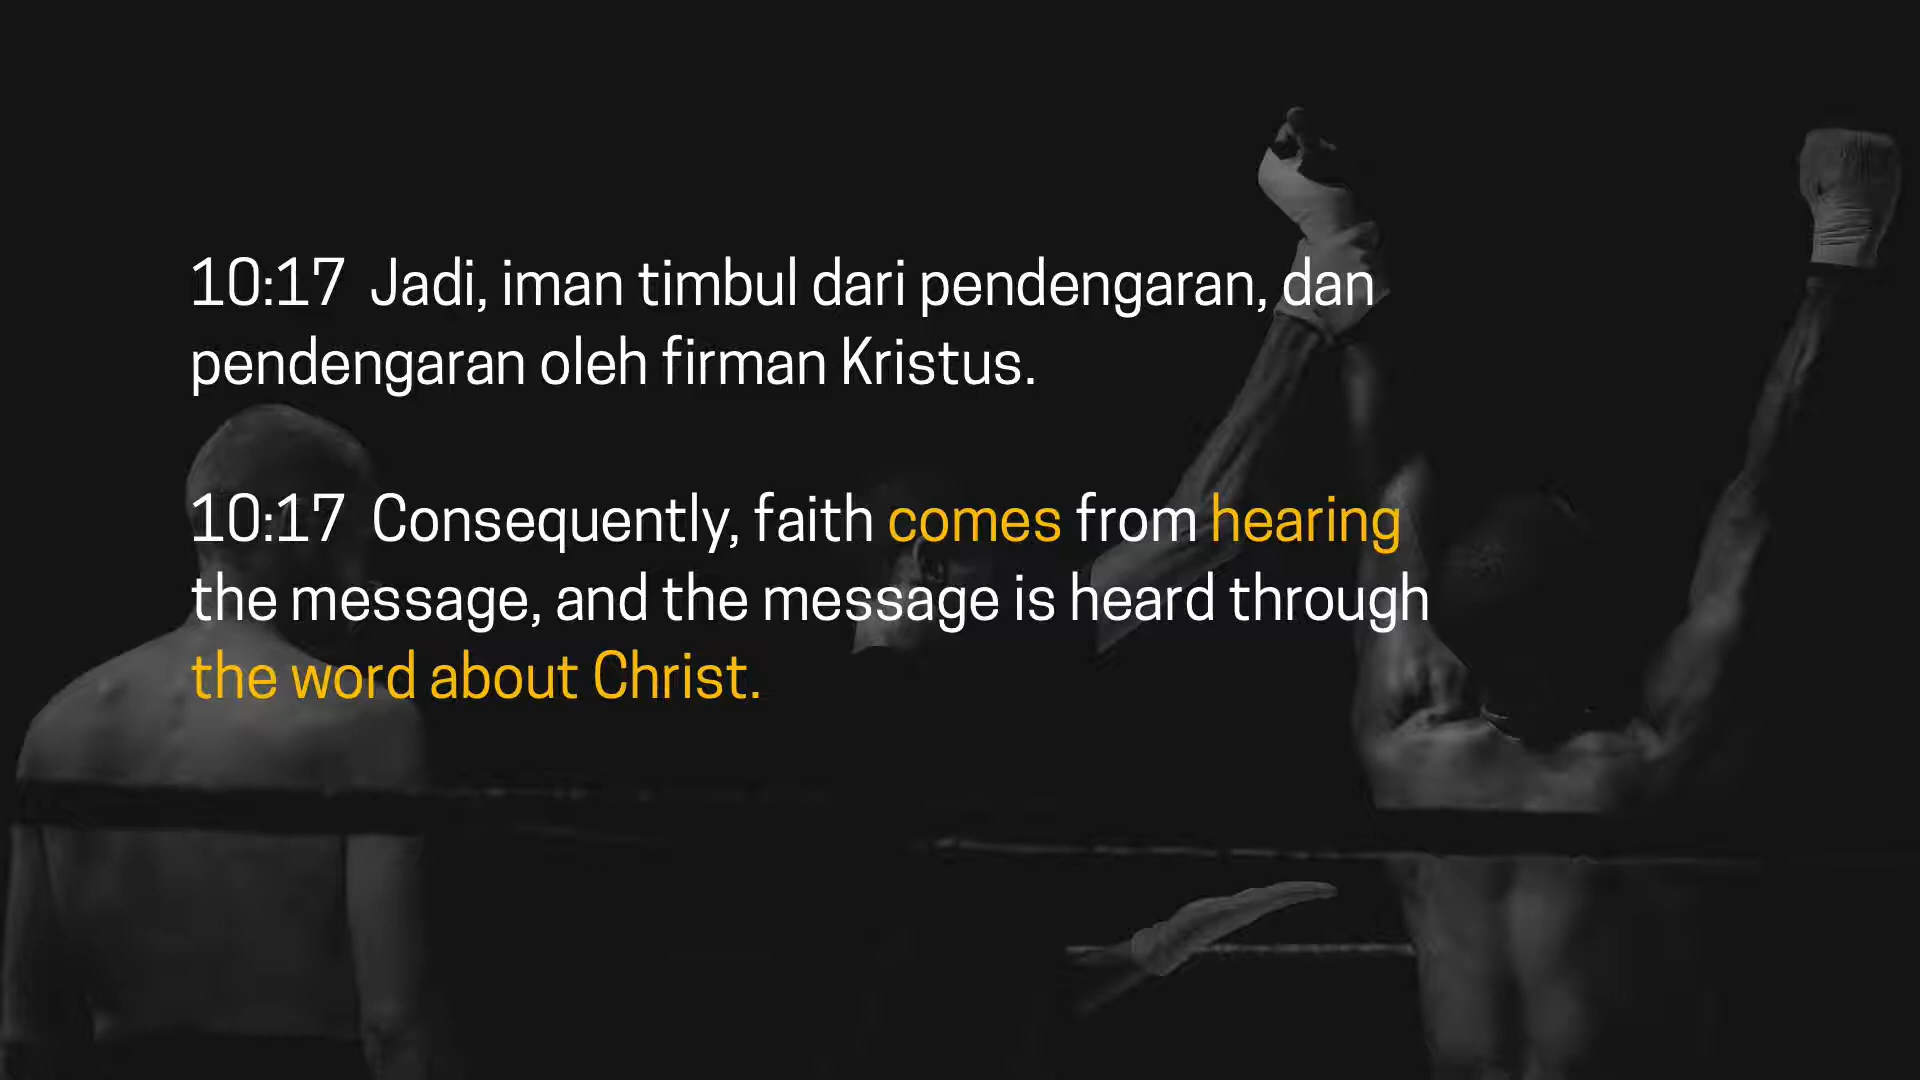 10:17 Jadi, iman timbul dari pendengaran, dan
pendengaran oleh firman Kristus.
10:17 Consequently, faith comes from hearing
the message, and the message is heard through
the word about Christ.